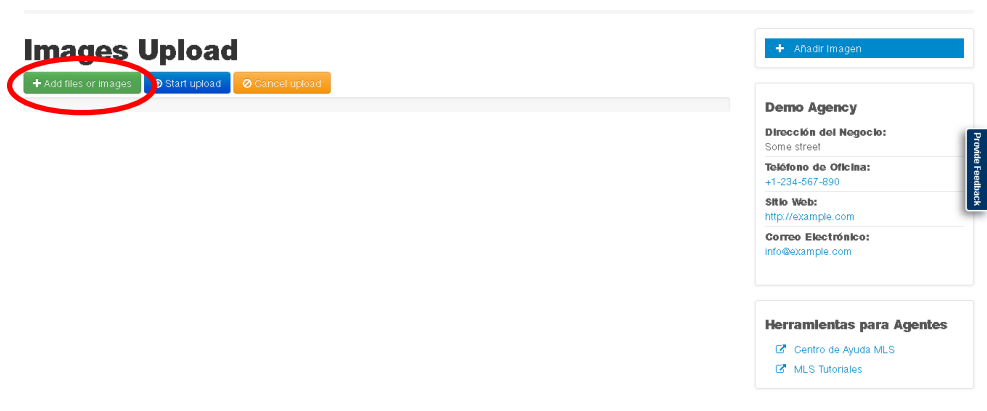 Images Upload
Add files or images
Start upload
Cancel upload
Añadir Imagen
Demo Agency
Dirección del Negocio:
Some street
Teléfono de Oficina:
+1-234-567-890
Sitio Web:
http://example.com
Correo Electrónico:
info@example.com
Provide Feedback
Herramientas para Agentes
Centro de Ayuda MLS
MLS Tutoriales